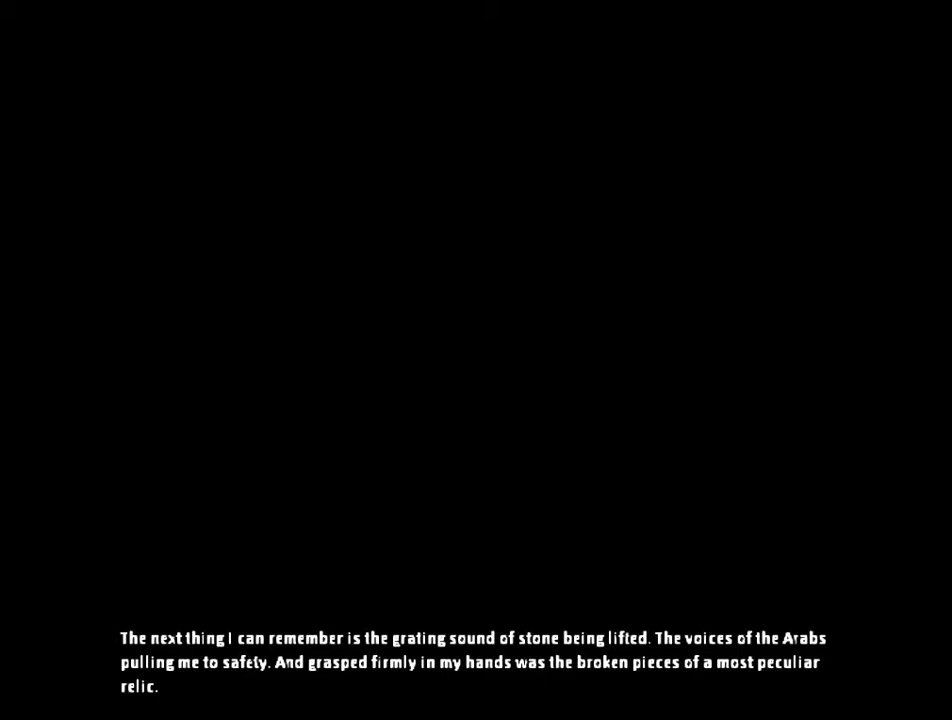 The next thing I can remember is the grating sound of stone being lifted. The voices of the Arabs
pulling me to safety. And grasped firmly in my hands was the broken pieces of a most peculiar
relic.